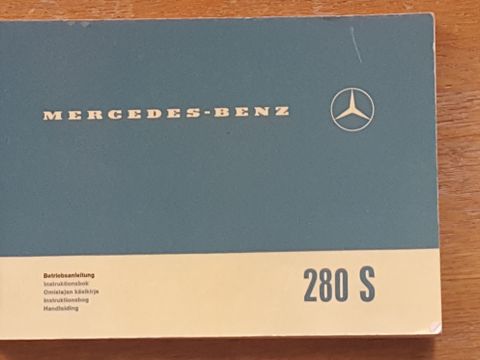 MERCEDES-BENZ
Betriebsanleitung
Instruktionsbok
Omistajan käsikirja
Instruktionsbog
Handleiding
280 S